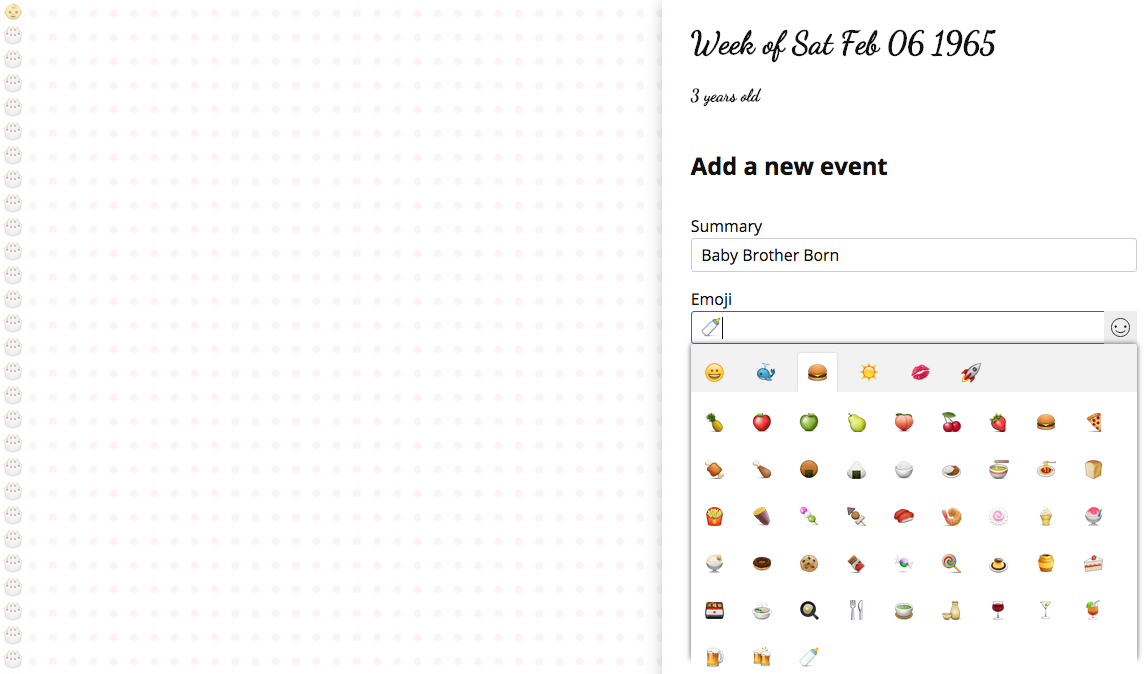 Week of Sat Feb 06 1965
3 years old
Add a new event
Summary
Baby Brother Born
Emoji